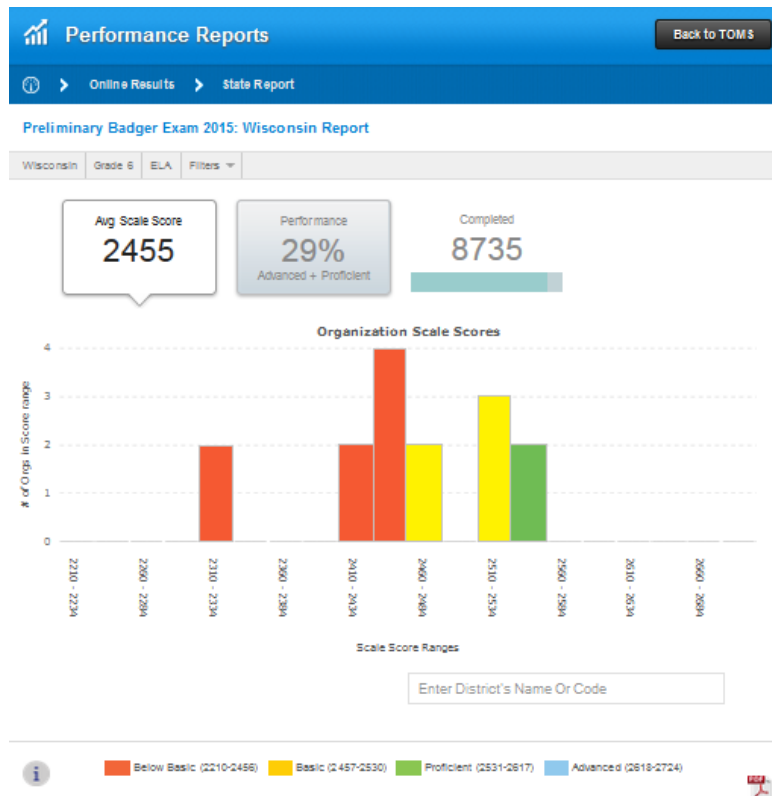 Performance Reports
Back to TOMS
Online Results
State Report
Preliminary Badger Exam 2015: Wisconsin Report
Wisconsin
Grade 6
ELA
Filters
Avg Scale Score
2455
Performance
29%
Advanced + Proficient
Completed
8735
Organization Scale Scores
# of Orgs in Score range
4
3
2
1
0
2210 - 2234
2260 - 2284
2310 - 2334
2360 - 2384
2410 - 2434
2460 - 2484
2510 - 2534
2560 - 2584
2610 - 2634
2660 - 2684
Scale Score Ranges
Enter District's Name Or Code
i
Below Basic (2210-2456)
Basic (2457-2530)
Proficient (2531-2617)
Advanced (2618-2724)
PDF